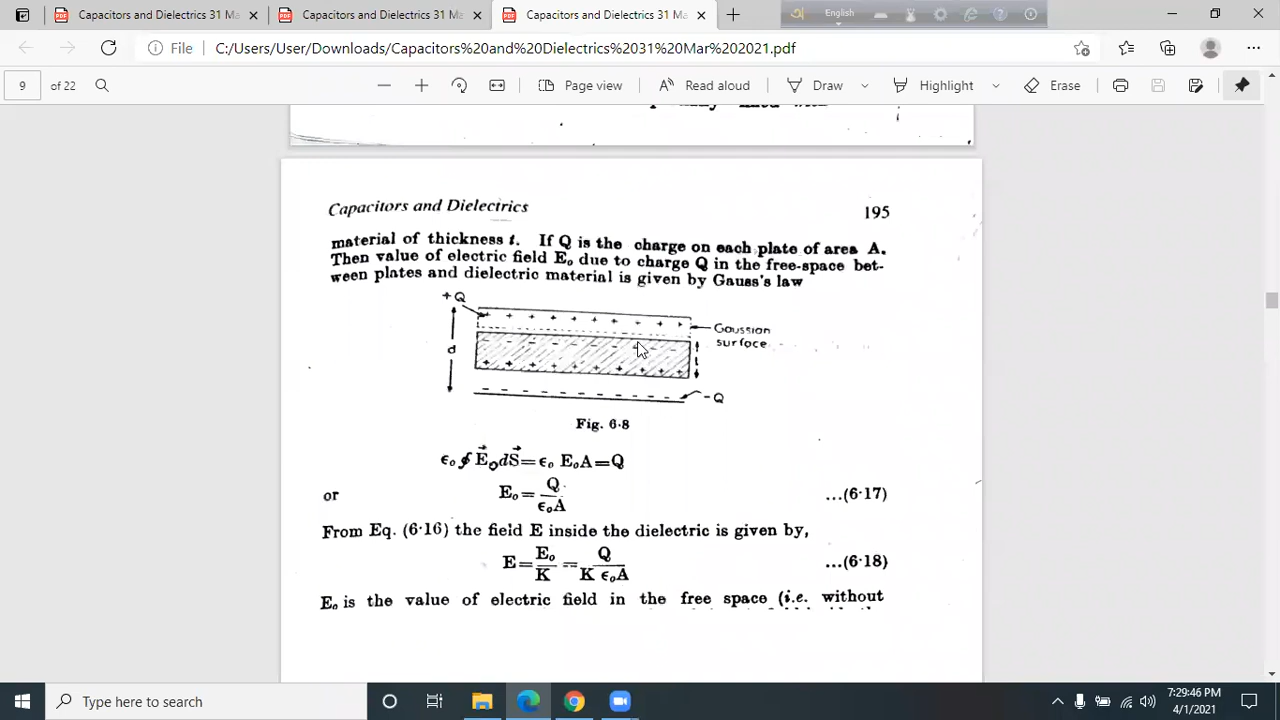 Capacitors and Dielectrics 31 Ma
Capacitors and Dielectrics 31 Ma
Capacitors and Dielectrics 31 Ma
English
File
C:/Users/User/Downloads/Capacitors%20and%20Dielectrics%2031%20Mar%202021.pdf
9 of 22
Page view
Read aloud
Draw
Highlight
Erase
Capacitors and Dielectrics 195
material of thickness t. If Q is the charge on each plate of area A.
Then value of electric field E₀ due to charge Q in the free-space bet-
ween plates and dielectric material is given by Gauss's law
+Q
Gaussian
surface
d
t
-Q
Fig. 6·8
ϵ₀ ∮ E⃗₀dS⃗=ϵ₀ E₀A=Q
or E₀= Q/ϵ₀A ...(6·17)
From Eq. (6·16) the field E inside the dielectric is given by,
E= E₀/K = Q/K ϵ₀A ...(6·18)
E₀ is the value of electric field in the free space (i.e. without
Type here to search
7:29:46 PM
4/1/2021